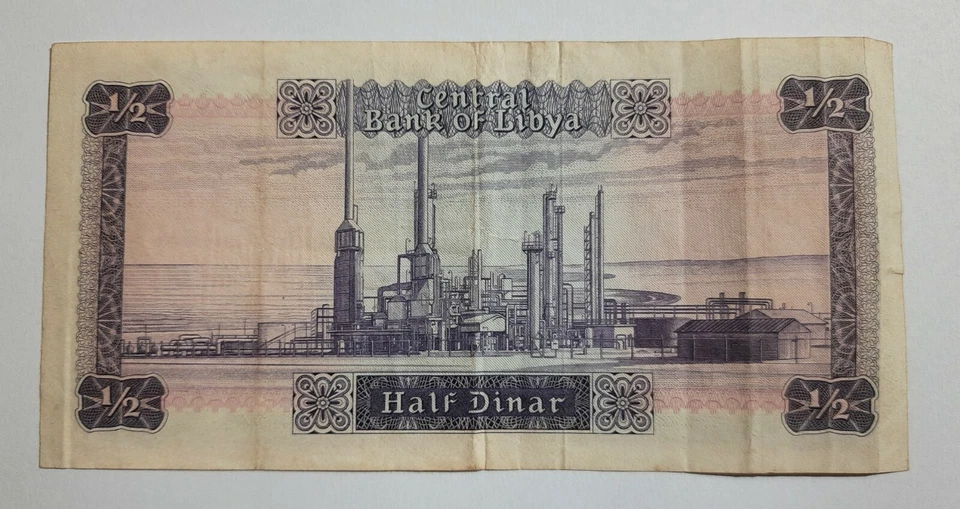 1/2
Central
Bank of Libya
1/2
1/2
Half Dinar
1/2